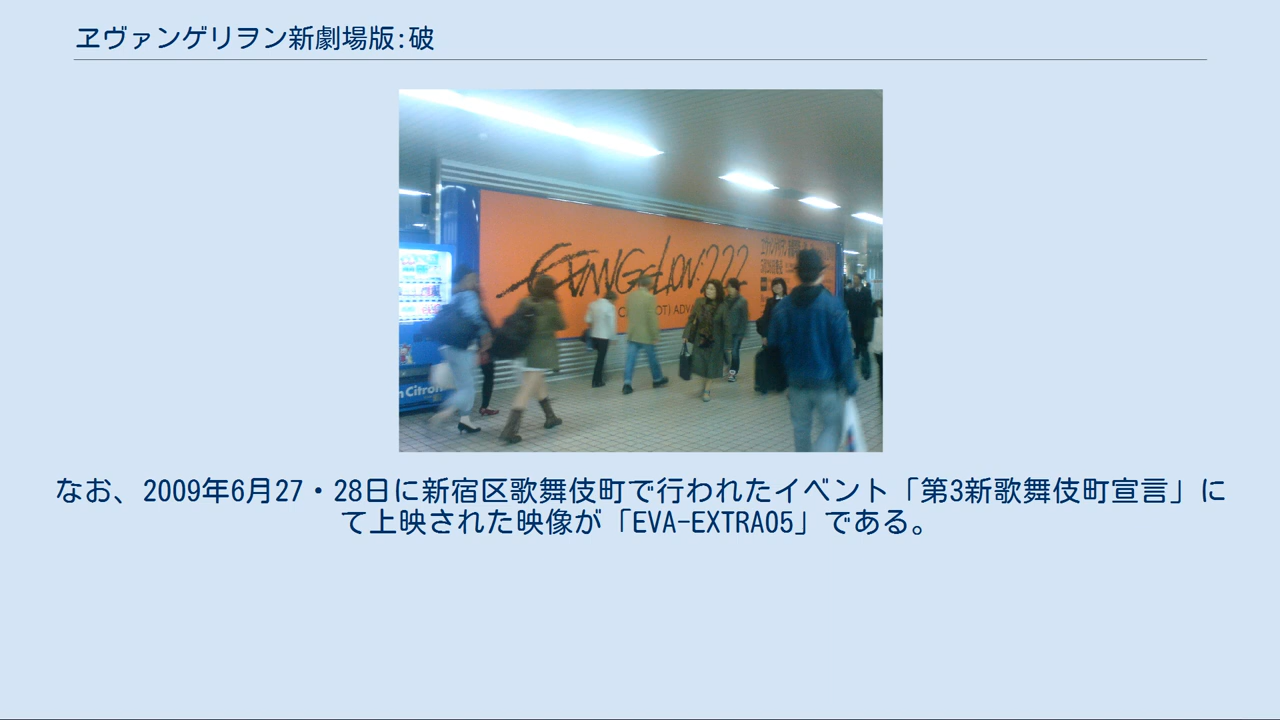 ヱヴァンゲリヲン新劇場版:破
EVANGELION:2.22
なお、2009年6月27・28日に新宿区歌舞伎町で行われたイベント「第3新歌舞伎町宣言」に
て上映された映像が「EVA-EXTRA05」である。